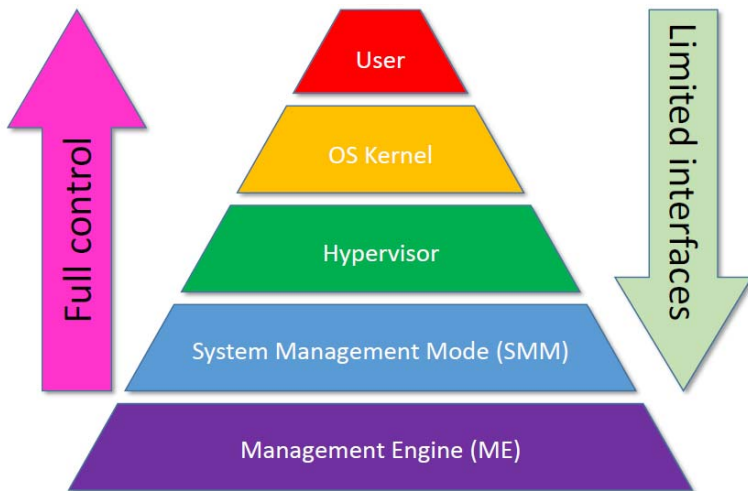 User
OS Kernel
Hypervisor
System Management Mode (SMM)
Management Engine (ME)
Full control
Limited interfaces